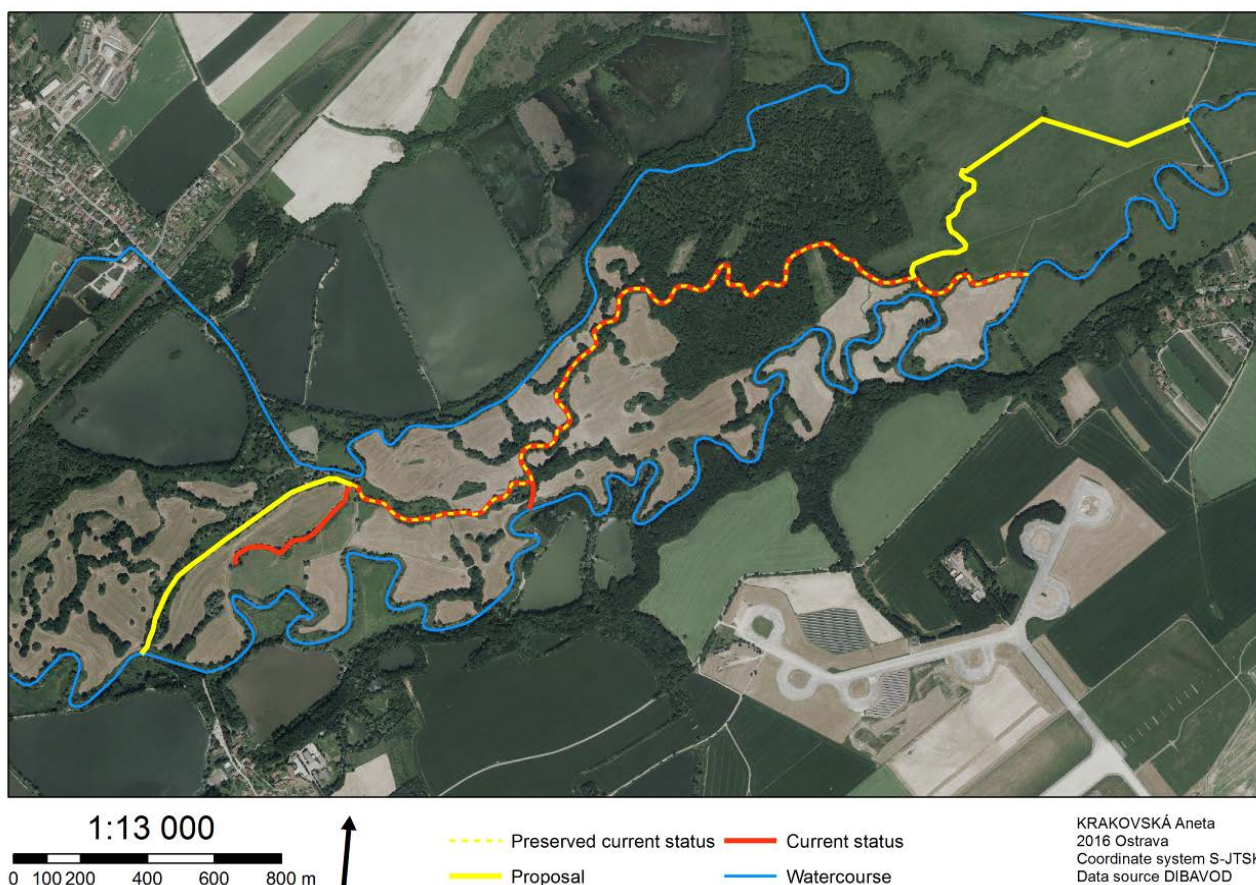 1:13 000
0 100 200 400 600 800 m
Preserved current status
Current status
Proposal
Watercourse
KRAKOVSKÁ Aneta
2016 Ostrava
Coordinate system S-JTSK
Data source DIBAVOD